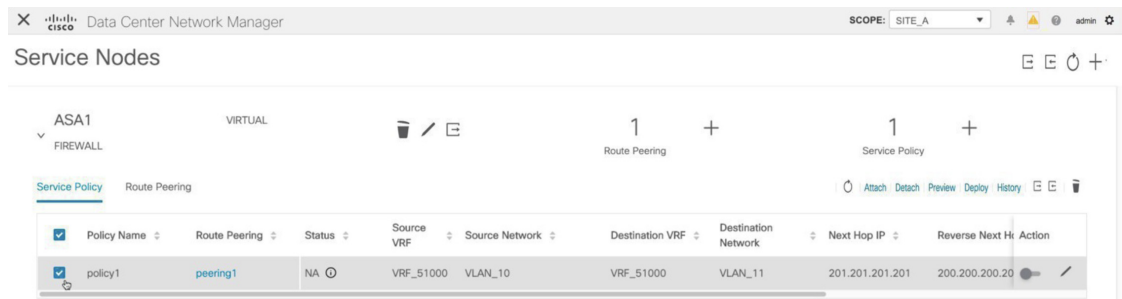 CISCO Data Center Network Manager SCOPE: SITE_A admin
Service Nodes
ASA1 VIRTUAL 1 1
FIREWALL Route Peering Service Policy
Service Policy Route Peering Attach Detach Preview Deploy History
Policy Name Route Peering Status Source VRF Source Network Destination VRF Destination Network Next Hop IP Reverse Next Action
policy1 peering1 NA VRF_51000 VLAN_10 VRF_51000 VLAN_11 201.201.201.201 200.200.200.20